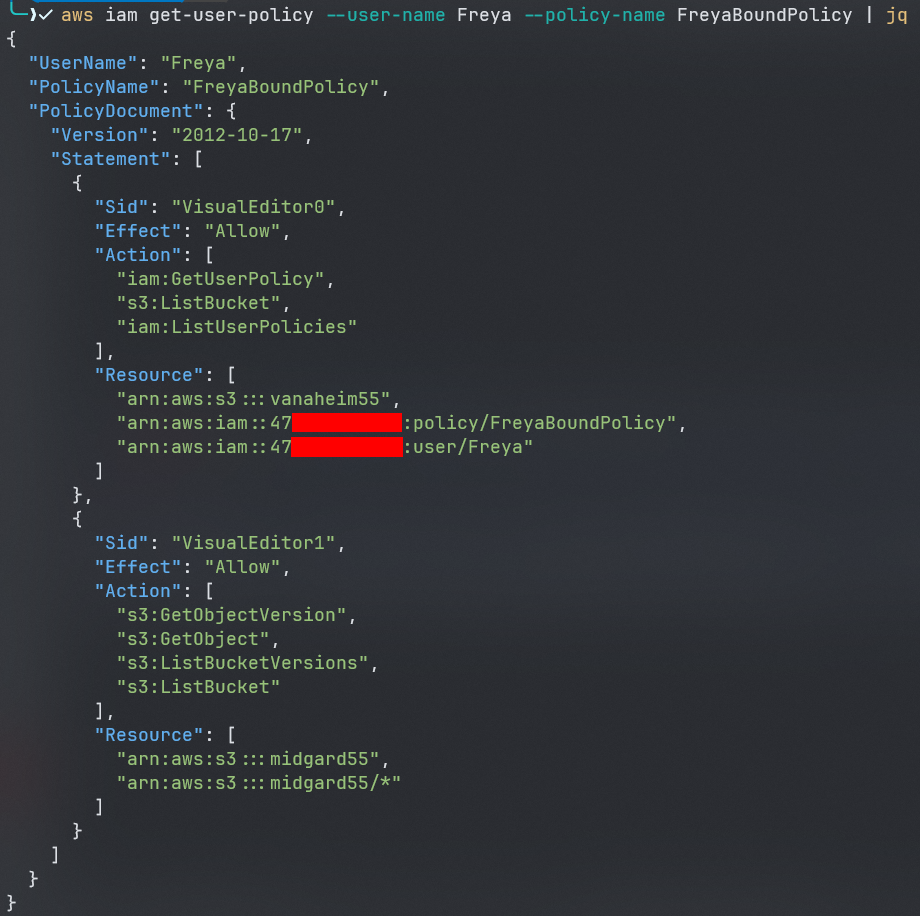 aws iam get-user-policy --user-name Freya --policy-name FreyaBoundPolicy | jq
{
  "UserName": "Freya",
  "PolicyName": "FreyaBoundPolicy",
  "PolicyDocument": {
    "Version": "2012-10-17",
    "Statement": [
      {
        "Sid": "VisualEditor0",
        "Effect": "Allow",
        "Action": [
          "iam:GetUserPolicy",
          "s3:ListBucket",
          "iam:ListUserPolicies"
        ],
        "Resource": [
          "arn:aws:s3:::vanaheim55",
          "arn:aws:iam::47:policy/FreyaBoundPolicy",
          "arn:aws:iam::47:user/Freya"
        ]
      },
      {
        "Sid": "VisualEditor1",
        "Effect": "Allow",
        "Action": [
          "s3:GetObjectVersion",
          "s3:GetObject",
          "s3:ListBucketVersions",
          "s3:ListBucket"
        ],
        "Resource": [
          "arn:aws:s3:::midgard55",
          "arn:aws:s3:::midgard55/*"
        ]
      }
    ]
  }
}